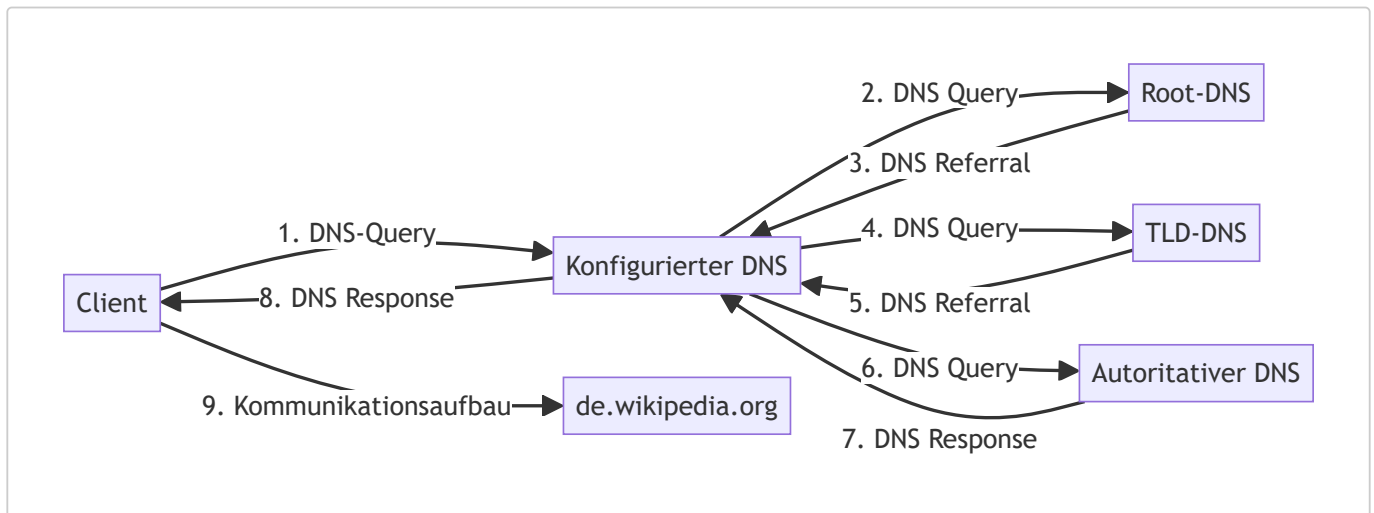 2. DNS Query
Root-DNS
3. DNS Referral
1. DNS-Query
4. DNS Query
TLD-DNS
Konfigurierter DNS
Client
8. DNS Response
5. DNS Referral
6. DNS Query
Autoritativer DNS
9. Kommunikationsaufbau
de.wikipedia.org
7. DNS Response